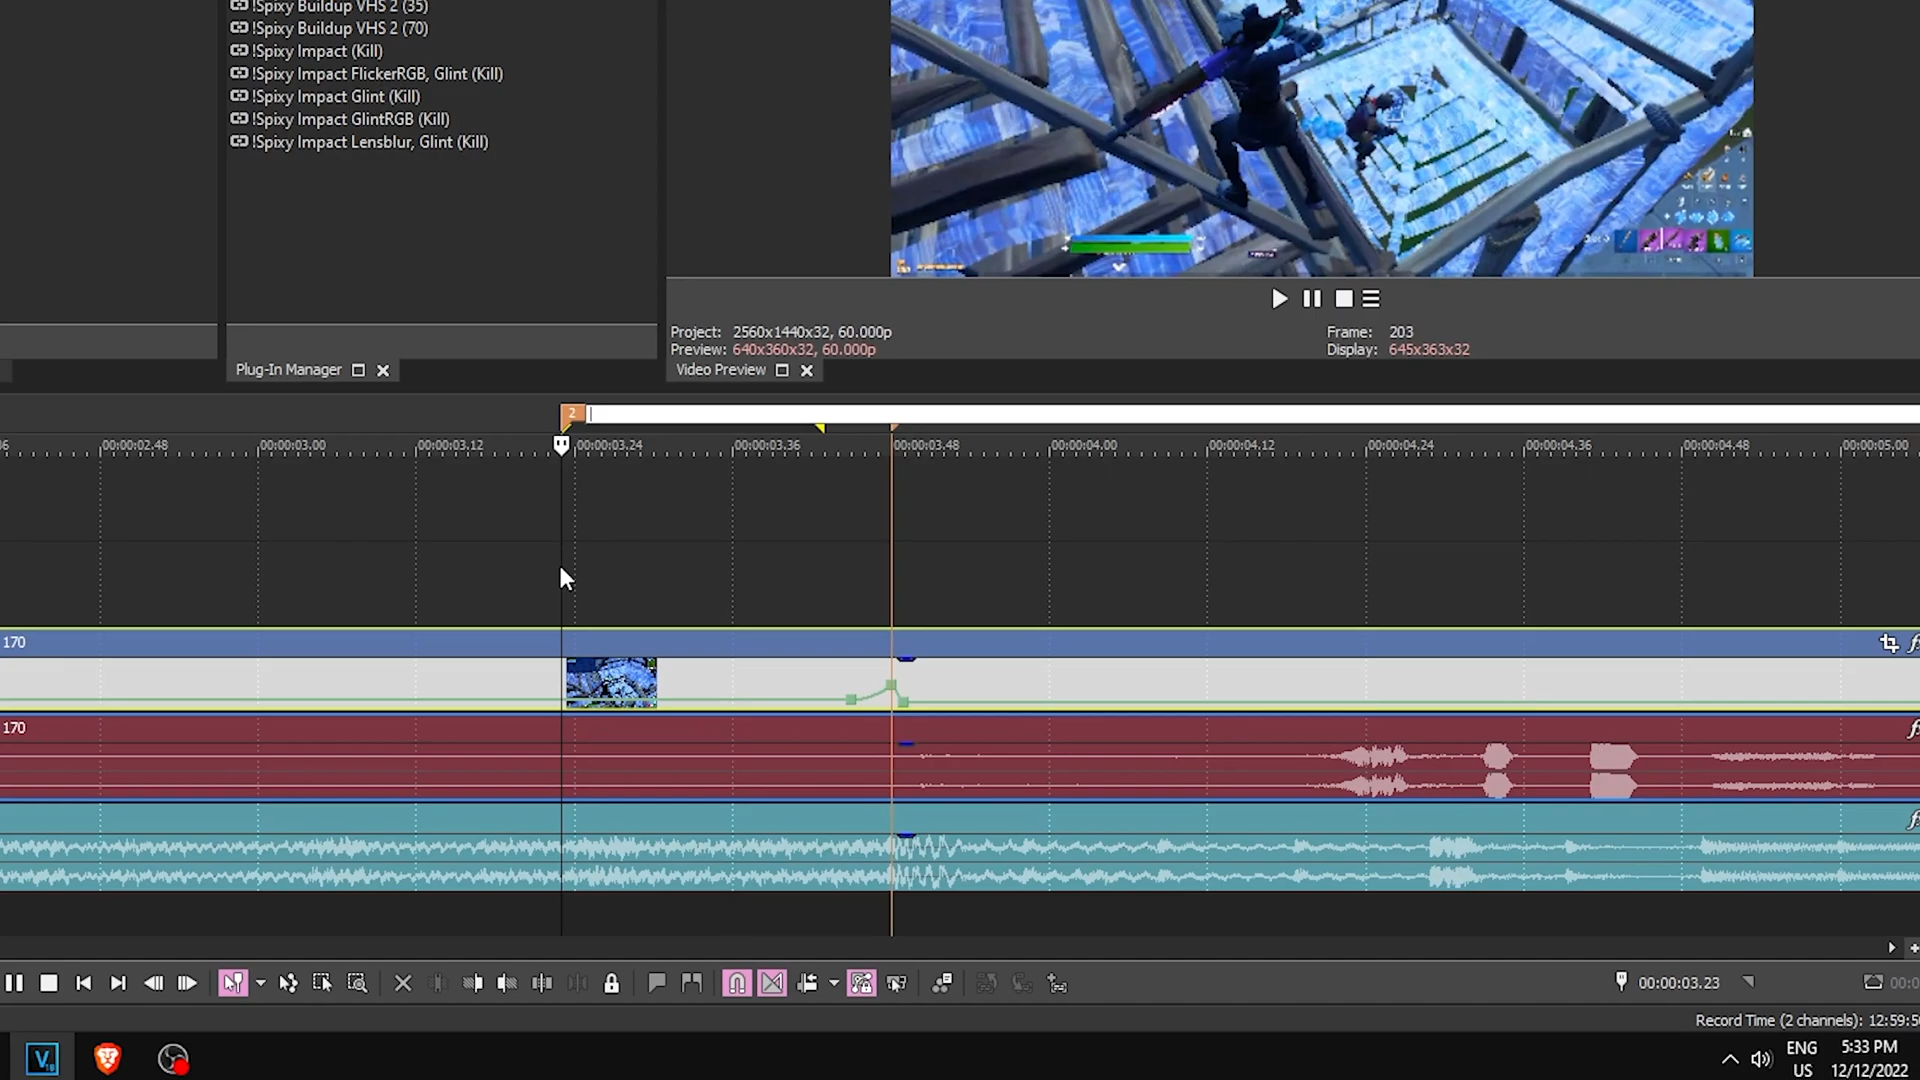 !Spixy Buildup VHS 2 (35)
!Spixy Buildup VHS 2 (70)
!Spixy Impact (Kill)
!Spixy Impact FlickerRGB, Glint (Kill)
!Spixy Impact Glint (Kill)
!Spixy Impact GlintRGB (Kill)
!Spixy Impact Lensblur, Glint (Kill)
Project: 2560x1440x32, 60.000p
Frame: 203
Preview: 640x360x32, 60.000p
Display: 645x363x32
Plug-In Manager
Video Preview
2
00:00:02.48 00:00:03.00 00:00:03.12 00:00:03.24 00:00:03.36 00:00:03.48 00:00:04.00 00:00:04.12 00:00:04.24 00:00:04.36 00:00:04.48 00:00:05.00
170
170
00:00:03.23
Record Time (2 channels): 12:59:5
ENG
US
5:33 PM
12/12/2022